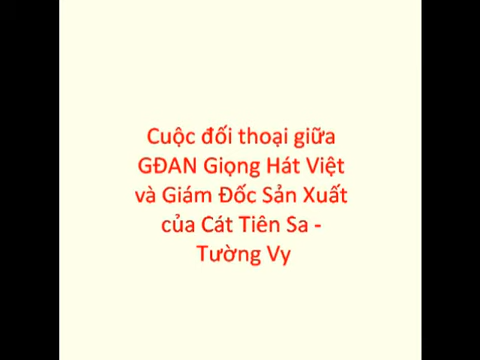 Cuộc đối thoại giữa
GĐAN Giọng Hát Việt
và Giám Đốc Sản Xuất
của Cát Tiên Sa -
Tường Vy